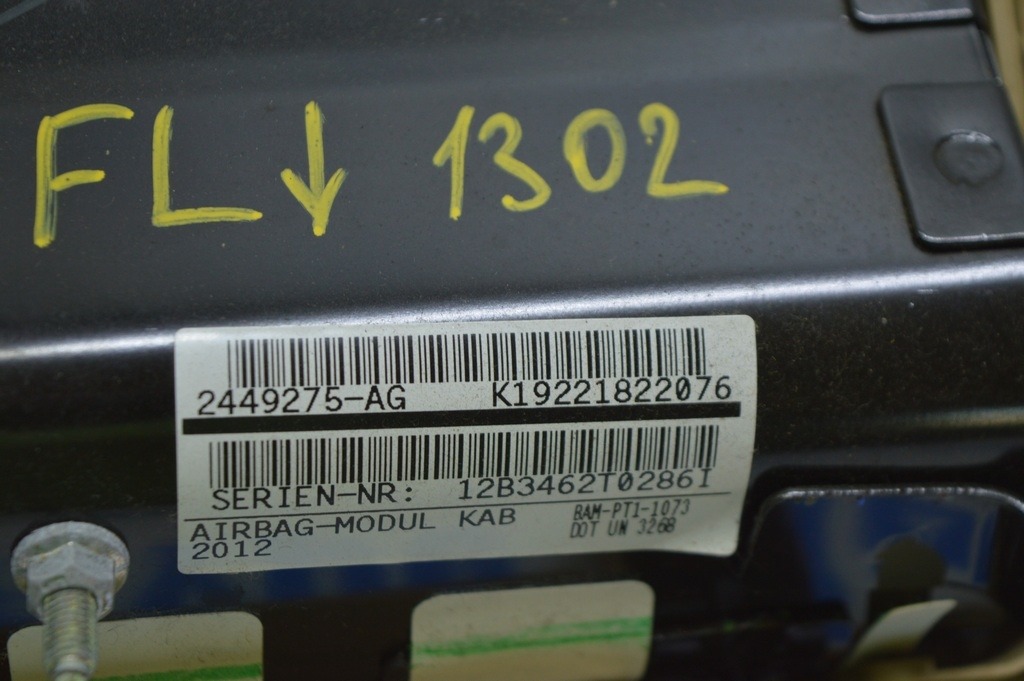 FL↓ 1302
2449275-AG K19221822076
SERIEN-NR: 12B3462T0286I
AIRBAG-MODUL KAB BAM-PT1-1073
2012 DOT UN 3268